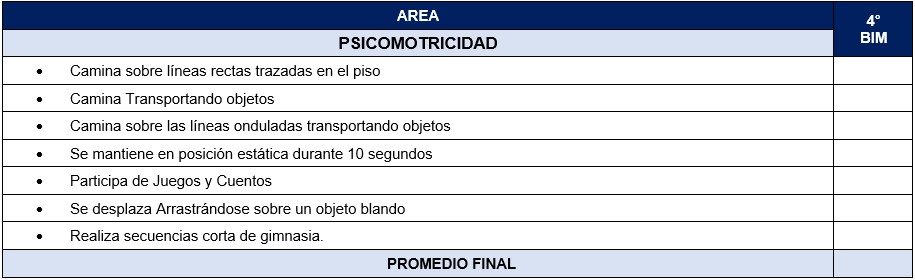 AREA
4°
BIM
PSICOMOTRICIDAD
• Camina sobre líneas rectas trazadas en el piso
• Camina Transportando objetos
• Camina sobre las líneas onduladas transportando objetos
• Se mantiene en posición estática durante 10 segundos
• Participa de Juegos y Cuentos
• Se desplaza Arrastrándose sobre un objeto blando
• Realiza secuencias corta de gimnasia.
PROMEDIO FINAL